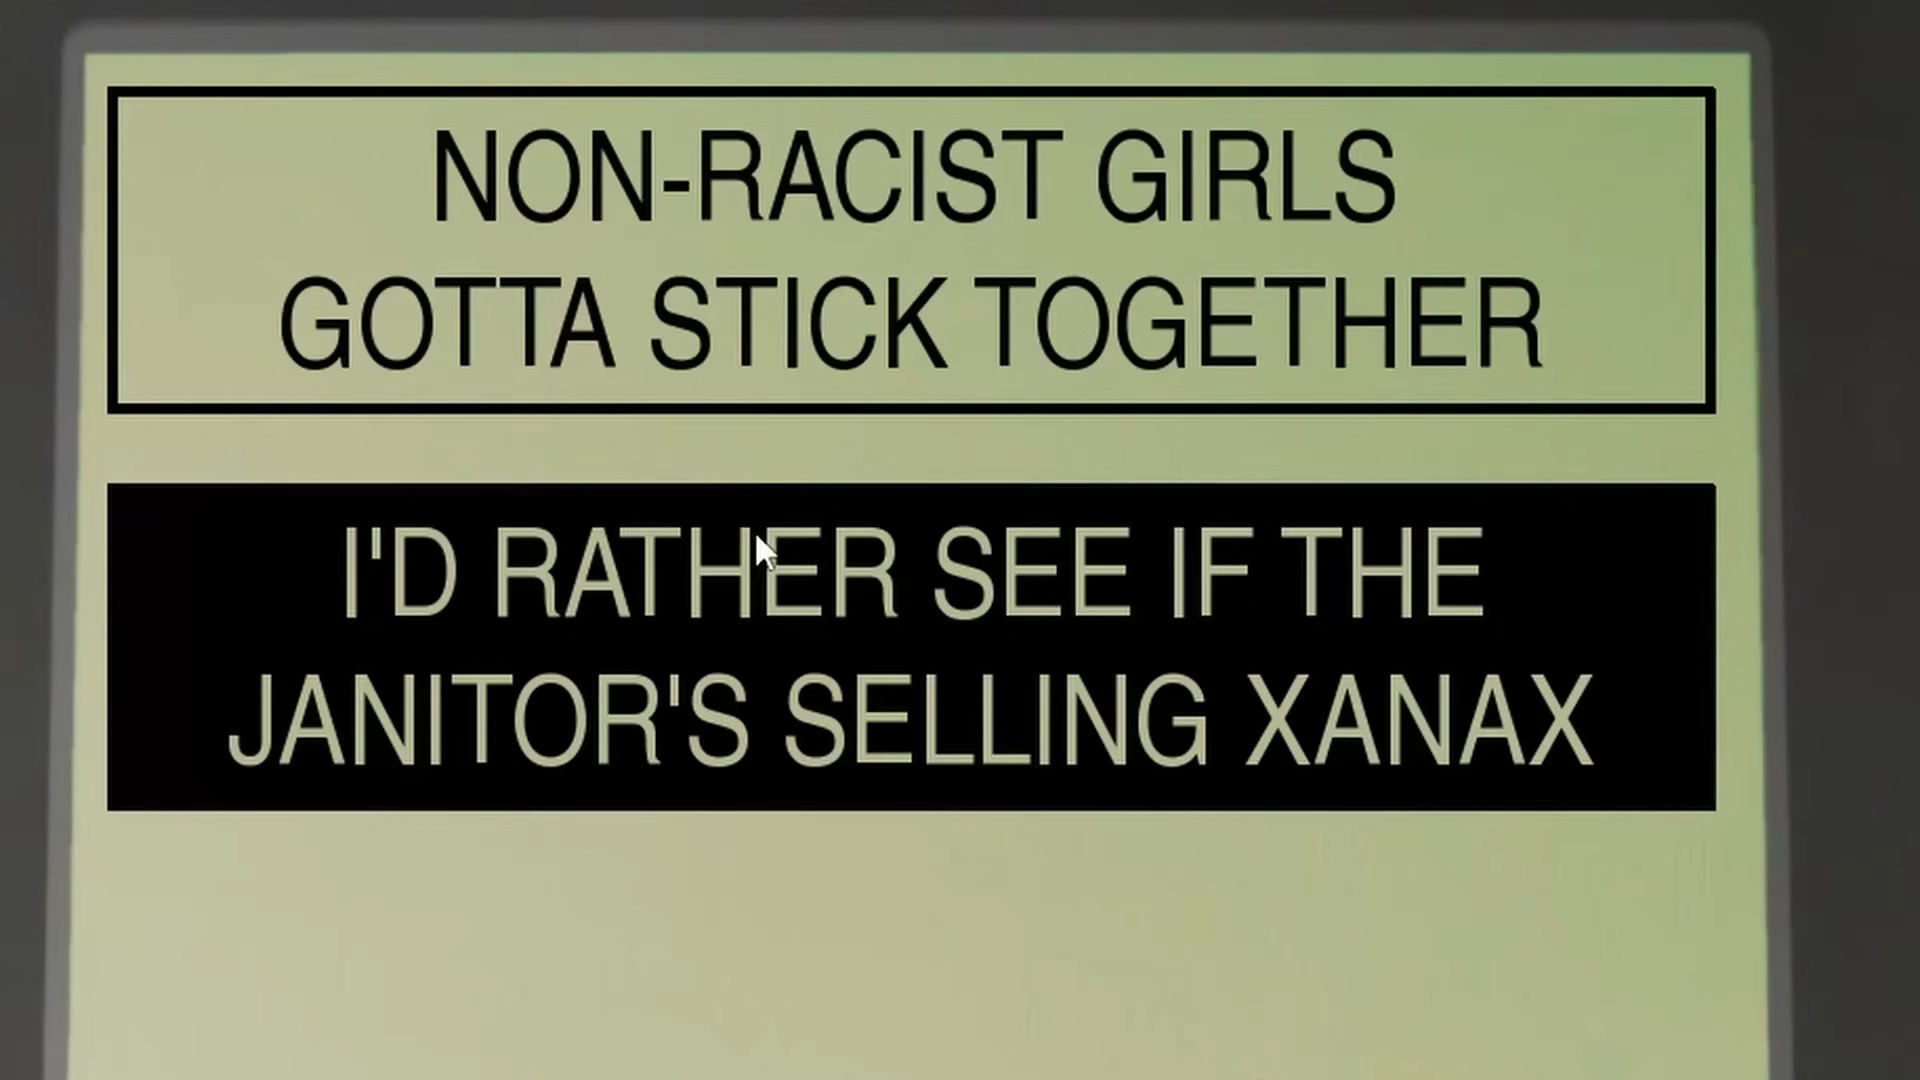 NON-RACIST GIRLS
GOTTA STICK TOGETHER
I'D RATHER SEE IF THE
JANITOR'S SELLING XANAX